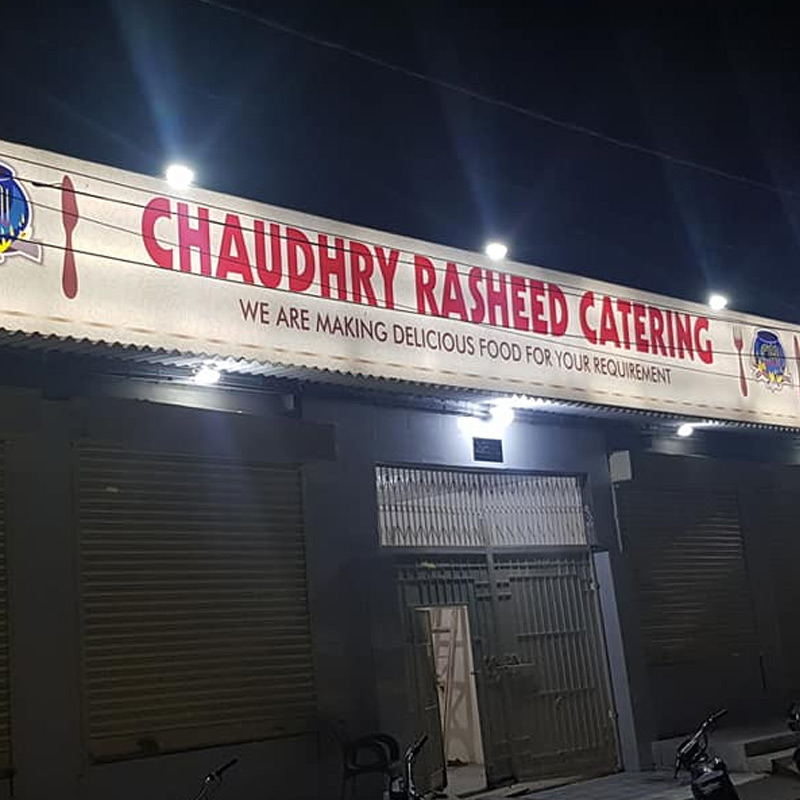 CHAUDHRY RASHEED CATERING
WE ARE MAKING DELICIOUS FOOD FOR YOUR REQUIREMENT